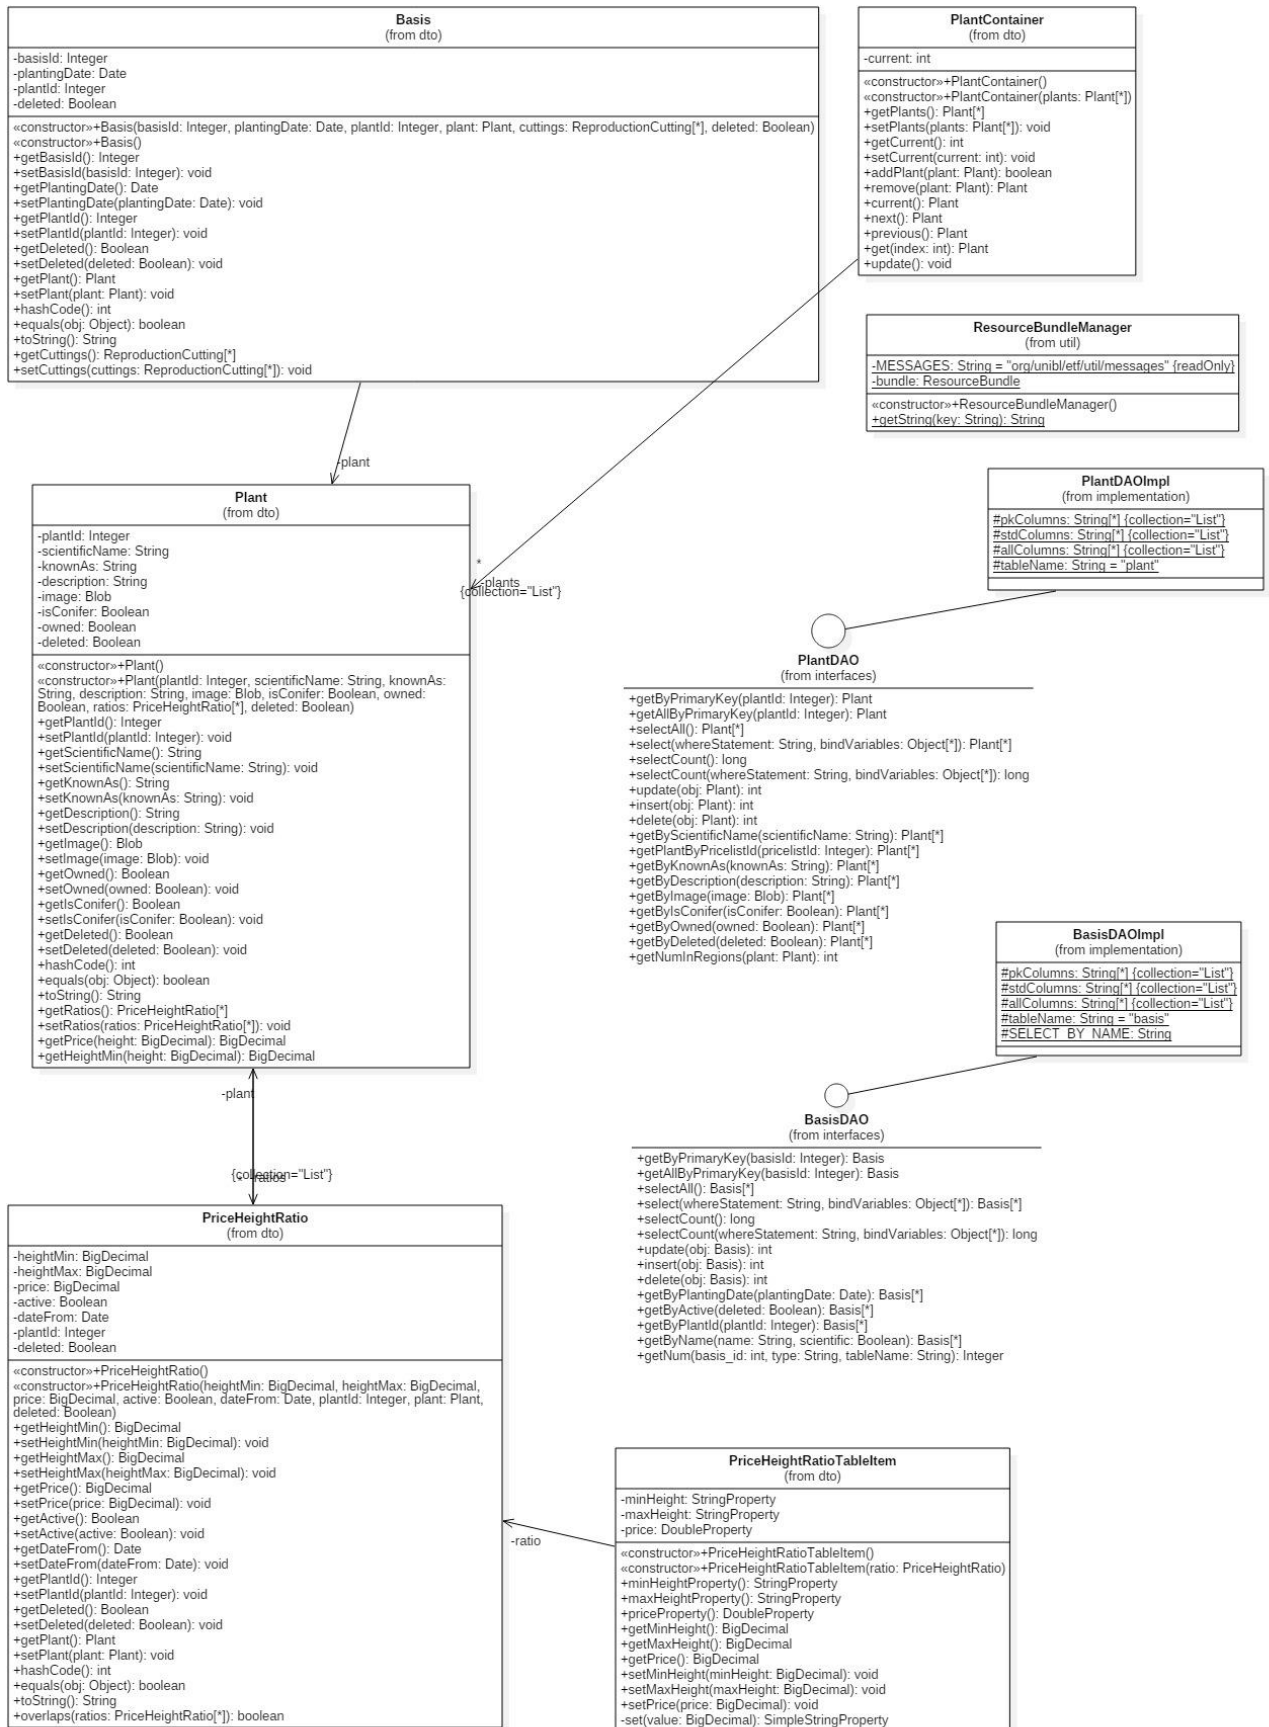 Basis
(from dto)
-basisId: Integer
-plantingDate: Date
-plantId: Integer
-deleted: Boolean
«constructor»+Basis(basisId: Integer, plantingDate: Date, plantId: Integer, plant: Plant, cuttings: ReproductionCutting[*], deleted: Boolean)
«constructor»+Basis()
+getBasisId(): Integer
+setBasisId(basisId: Integer): void
+getPlantingDate(): Date
+setPlantingDate(plantingDate: Date): void
+getPlantId(): Integer
+setPlantId(plantId: Integer): void
+getDeleted(): Boolean
+setDeleted(deleted: Boolean): void
+getPlant(): Plant
+setPlant(plant: Plant): void
+hashCode(): int
+equals(obj: Object): boolean
+toString(): String
+getCuttings(): ReproductionCutting[*]
+setCuttings(cuttings: ReproductionCutting[*]): void
PlantContainer
(from dto)
-current: int
«constructor»+PlantContainer()
«constructor»+PlantContainer(plants: Plant[*])
+getPlants(): Plant[*]
+setPlants(plants: Plant[*]): void
+getCurrent(): int
+setCurrent(current: int): void
+addPlant(plant: Plant): boolean
+remove(plant: Plant): Plant
+current(): Plant
+next(): Plant
+previous(): Plant
+get(index: int): Plant
+update(): void
ResourceBundleManager
(from util)
-MESSAGES: String = "org/unibl/etf/util/messages" {readOnly}
-bundle: ResourceBundle
«constructor»+ResourceBundleManager()
+getString(key: String): String
-plant
Plant
(from dto)
-plantId: Integer
-scientificName: String
-knownAs: String
-description: String
-image: Blob
-isConifer: Boolean
-owned: Boolean
-deleted: Boolean
«constructor»+Plant()
«constructor»+Plant(plantId: Integer, scientificName: String, knownAs:
String, description: String, image: Blob, isConifer: Boolean, owned:
Boolean, ratios: PriceHeightRatio[*], deleted: Boolean)
+getPlantId(): Integer
+setPlantId(plantId: Integer): void
+getScientificName(): String
+setScientificName(scientificName: String): void
+getKnownAs(): String
+setKnownAs(knownAs: String): void
+getDescription(): String
+setDescription(description: String): void
+getImage(): Blob
+setImage(image: Blob): void
+getOwned(): Boolean
+setOwned(owned: Boolean): void
+getIsConifer(): Boolean
+setIsConifer(isConifer: Boolean): void
+getDeleted(): Boolean
+setDeleted(deleted: Boolean): void
+hashCode(): int
+equals(obj: Object): boolean
+toString(): String
+getRatios(): PriceHeightRatio[*]
+setRatios(ratios: PriceHeightRatio[*]): void
+getPrice(height: BigDecimal): BigDecimal
+getHeightMin(height: BigDecimal): BigDecimal
*
-plants
{collection="List"}
PlantDAOImpl
(from implementation)
#pkColumns: String[*] {collection="List"}
#stdColumns: String[*] {collection="List"}
#allColumns: String[*] {collection="List"}
#tableName: String = "plant"
PlantDAO
(from interfaces)
+getByPrimaryKey(plantId: Integer): Plant
+getAllByPrimaryKey(plantId: Integer): Plant
+selectAll(): Plant[*]
+select(whereStatement: String, bindVariables: Object[*]): Plant[*]
+selectCount(): long
+selectCount(whereStatement: String, bindVariables: Object[*]): long
+update(obj: Plant): int
+insert(obj: Plant): int
+delete(obj: Plant): int
+getByScientificName(scientificName: String): Plant[*]
+getPlantByPricelistId(pricelistId: Integer): Plant[*]
+getByKnownAs(knownAs: String): Plant[*]
+getByDescription(description: String): Plant[*]
+getByImage(image: Blob): Plant[*]
+getByIsConifer(isConifer: Boolean): Plant[*]
+getByOwned(owned: Boolean): Plant[*]
+getByDeleted(deleted: Boolean): Plant[*]
+getNumInRegions(plant: Plant): int
BasisDAOImpl
(from implementation)
#pkColumns: String[*] {collection="List"}
#stdColumns: String[*] {collection="List"}
#allColumns: String[*] {collection="List"}
#tableName: String = "basis"
#SELECT_BY_NAME: String
-plant
{collection="List"}
* -ratios
BasisDAO
(from interfaces)
+getByPrimaryKey(basisId: Integer): Basis
+getAllByPrimaryKey(basisId: Integer): Basis
+selectAll(): Basis[*]
+select(whereStatement: String, bindVariables: Object[*]): Basis[*]
+selectCount(): long
+selectCount(whereStatement: String, bindVariables: Object[*]): long
+update(obj: Basis): int
+insert(obj: Basis): int
+delete(obj: Basis): int
+getByPlantingDate(plantingDate: Date): Basis[*]
+getByActive(deleted: Boolean): Basis[*]
+getByPlantId(plantId: Integer): Basis[*]
+getByName(name: String, scientific: Boolean): Basis[*]
+getNum(basis_id: int, type: String, tableName: String): Integer
PriceHeightRatio
(from dto)
-heightMin: BigDecimal
-heightMax: BigDecimal
-price: BigDecimal
-active: Boolean
-dateFrom: Date
-plantId: Integer
-deleted: Boolean
«constructor»+PriceHeightRatio()
«constructor»+PriceHeightRatio(heightMin: BigDecimal, heightMax: BigDecimal,
price: BigDecimal, active: Boolean, dateFrom: Date, plantId: Integer, plant: Plant,
deleted: Boolean)
+getHeightMin(): BigDecimal
+setHeightMin(heightMin: BigDecimal): void
+getHeightMax(): BigDecimal
+setHeightMax(heightMax: BigDecimal): void
+getPrice(): BigDecimal
+setPrice(price: BigDecimal): void
+getActive(): Boolean
+setActive(active: Boolean): void
+getDateFrom(): Date
+setDateFrom(dateFrom: Date): void
+getPlantId(): Integer
+setPlantId(plantId: Integer): void
+getDeleted(): Boolean
+setDeleted(deleted: Boolean): void
+getPlant(): Plant
+setPlant(plant: Plant): void
+hashCode(): int
+equals(obj: Object): boolean
+toString(): String
+overlaps(ratios: PriceHeightRatio[*]): boolean
-ratio
PriceHeightRatioTableItem
(from dto)
-minHeight: StringProperty
-maxHeight: StringProperty
-price: DoubleProperty
«constructor»+PriceHeightRatioTableItem()
«constructor»+PriceHeightRatioTableItem(ratio: PriceHeightRatio)
+minHeightProperty(): StringProperty
+maxHeightProperty(): StringProperty
+priceProperty(): DoubleProperty
+getMinHeight(): BigDecimal
+getMaxHeight(): BigDecimal
+getPrice(): BigDecimal
+setMinHeight(minHeight: BigDecimal): void
+setMaxHeight(maxHeight: BigDecimal): void
+setPrice(price: BigDecimal): void
-set(value: BigDecimal): SimpleStringProperty